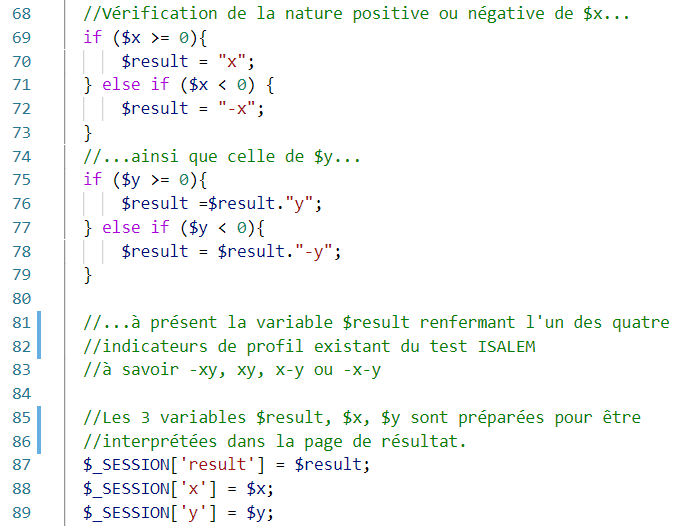 68 //Vérification de la nature positive ou négative de $x...
69 if ($x >= 0){
70 $result = "x";
71 } else if ($x < 0) {
72 $result = "-x";
73 }
74 //...ainsi que celle de $y...
75 if ($y >= 0){
76 $result =$result."y";
77 } else if ($y < 0){
78 $result = $result."-y";
79 }
80
81 //...à présent la variable $result renfermant l'un des quatre
82 //indicateurs de profil existant du test ISALEM
83 //à savoir -xy, xy, x-y ou -x-y
84
85 //Les 3 variables $result, $x, $y sont préparées pour être
86 //interprétées dans la page de résultat.
87 $_SESSION['result'] = $result;
88 $_SESSION['x'] = $x;
89 $_SESSION['y'] = $y;